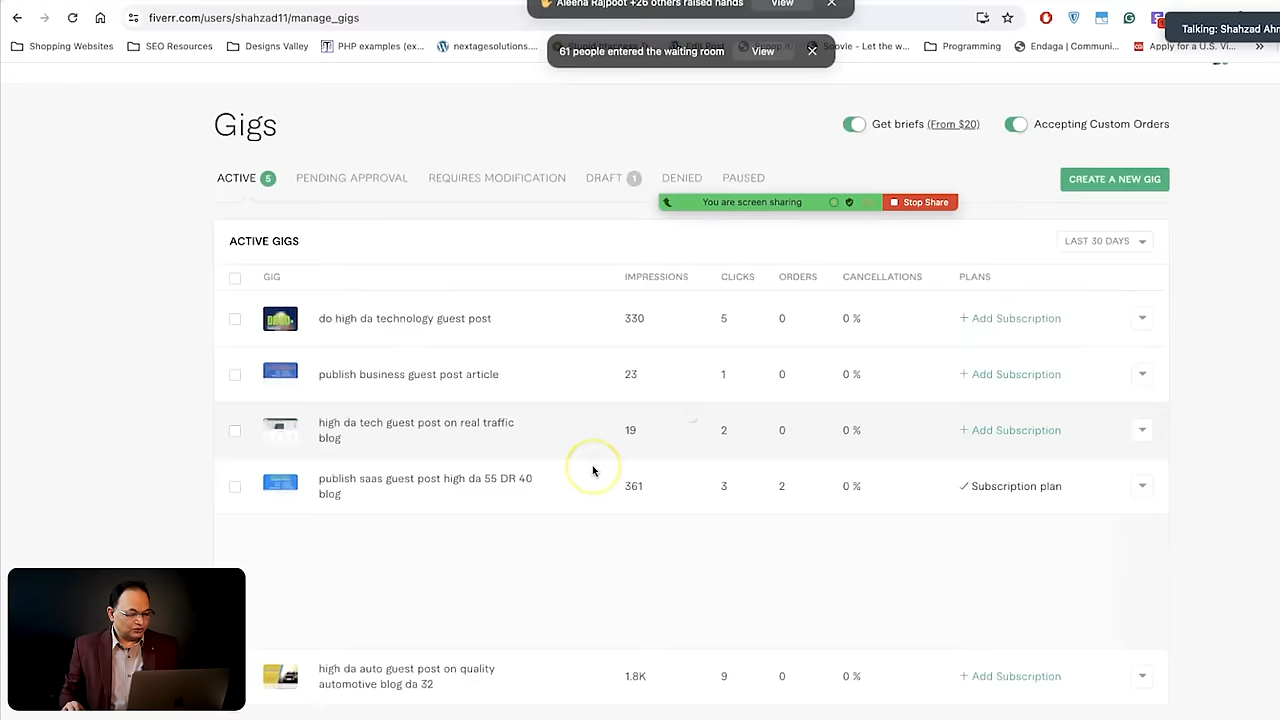 Aleena Rajpoot +26 others raised hands View
fiverr.com/users/shahzad11/manage_gigs
Talking: Shahzad Ahm
Shopping Websites SEO Resources Designs Valley PHP examples (ex... nextagesolutions.... Soovle - Let the w... Programming Endaga | Communi... Apply for a U.S. Vi... »
61 people entered the waiting room View
Gigs
Get briefs (From $20) Accepting Custom Orders
ACTIVE 5 PENDING APPROVAL REQUIRES MODIFICATION DRAFT 1 DENIED PAUSED CREATE A NEW GIG
You are screen sharing Stop Share
ACTIVE GIGS LAST 30 DAYS
GIG IMPRESSIONS CLICKS ORDERS CANCELLATIONS PLANS
do high da technology guest post 330 5 0 0 % + Add Subscription
publish business guest post article 23 1 0 0 % + Add Subscription
high da tech guest post on real traffic
blog 19 2 0 0 % + Add Subscription
publish saas guest post high da 55 DR 40
blog 361 3 2 0 % ✓ Subscription plan
high da auto guest post on quality
automotive blog da 32 1.8K 9 0 0 % + Add Subscription